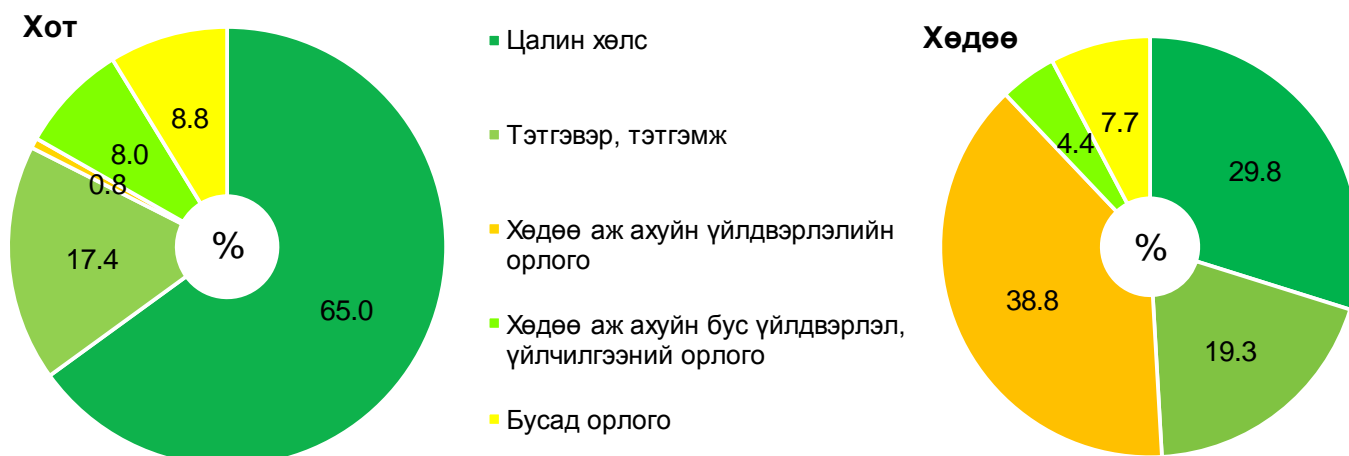 Хот
8.8
8.0
0.8
17.4
%
65.0
Цалин хөлс
Тэтгэвэр, тэтгэмж
Хөдөө аж ахуйн үйлдвэрлэлийн
орлого
Хөдөө аж ахуйн бус үйлдвэрлэл,
үйлчилгээний орлого
Бусад орлого
Хөдөө
7.7
4.4
29.8
%
38.8
19.3